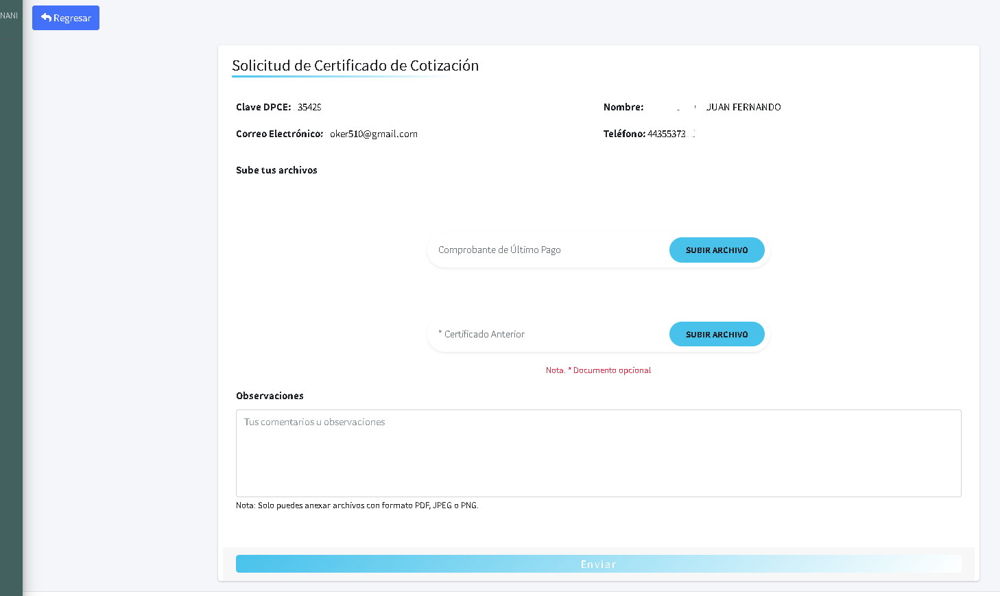 NANI
Regresar
Solicitud de Certificado de Cotización
Clave DPCE: 35429
Nombre: JUAN FERNANDO
Correo Electrónico: oker510@gmail.com
Teléfono: 44355373
Sube tus archivos
Comprobante de Último Pago
SUBIR ARCHIVO
* Certificado Anterior
SUBIR ARCHIVO
Nota. * Documento opcional
Observaciones
Tus comentarios u observaciones
Nota: Solo puedes anexar archivos con formato PDF, JPEG o PNG.
Enviar